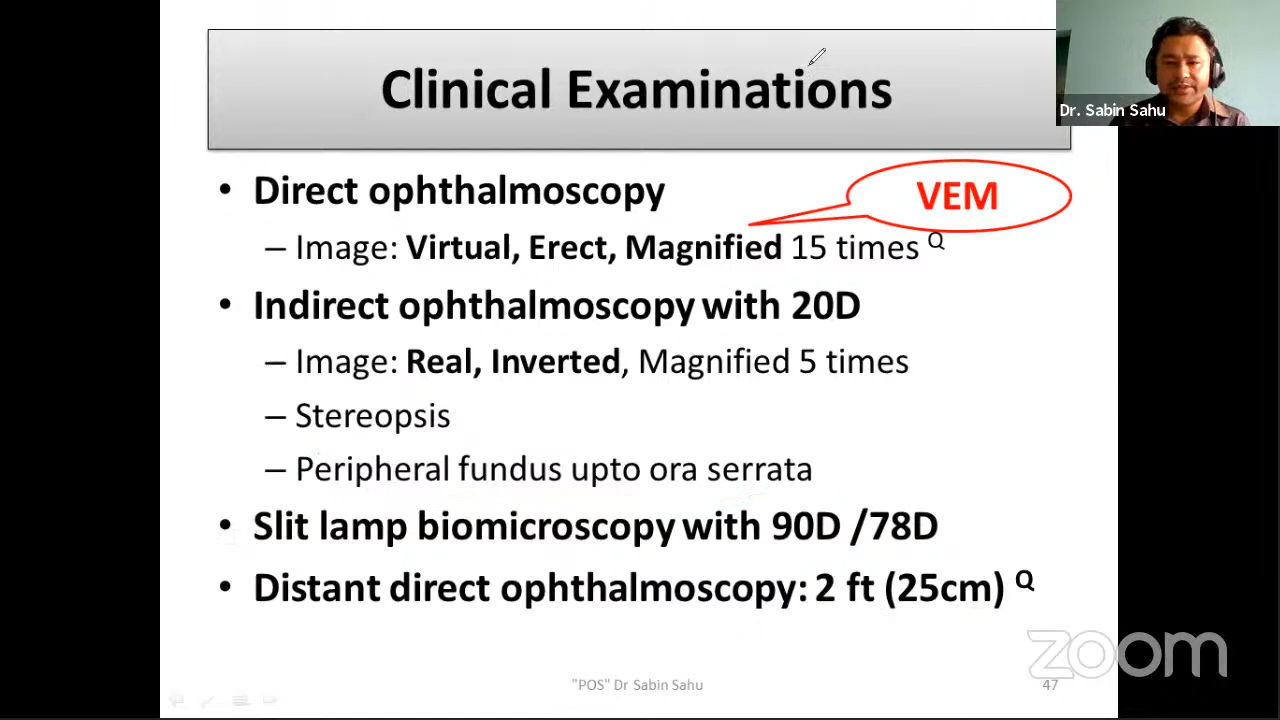 Clinical Examinations
Dr. Sabin Sahu
• Direct ophthalmoscopy
VEM
– Image: Virtual, Erect, Magnified 15 times Q
• Indirect ophthalmoscopy with 20D
– Image: Real, Inverted, Magnified 5 times
– Stereopsis
– Peripheral fundus upto ora serrata
• Slit lamp biomicroscopy with 90D /78D
• Distant direct ophthalmoscopy: 2 ft (25cm) Q
zoom
"POS" Dr Sabin Sahu
47